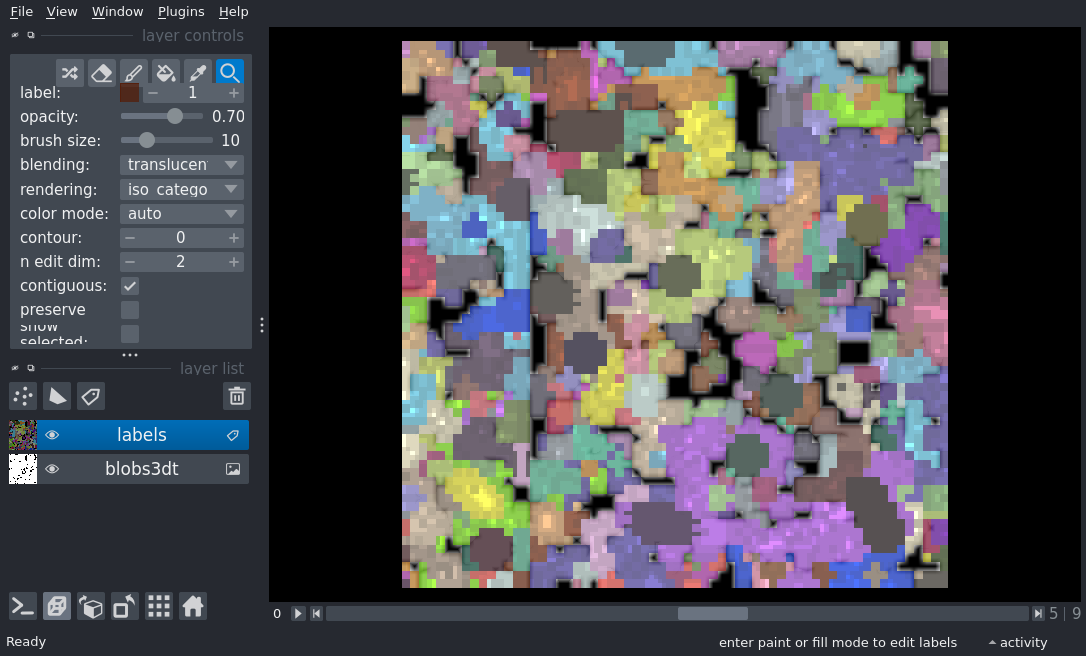 File View Window Plugins Help
layer controls
label: 1
opacity: 0.70
brush size: 10
blending: translucen
rendering: iso_catego
color mode: auto
contour: 0
n edit dim: 2
contiguous:
preserve
show
selected:
layer list
labels
blobs3dt
0 5 | 9
Ready enter paint or fill mode to edit labels activity